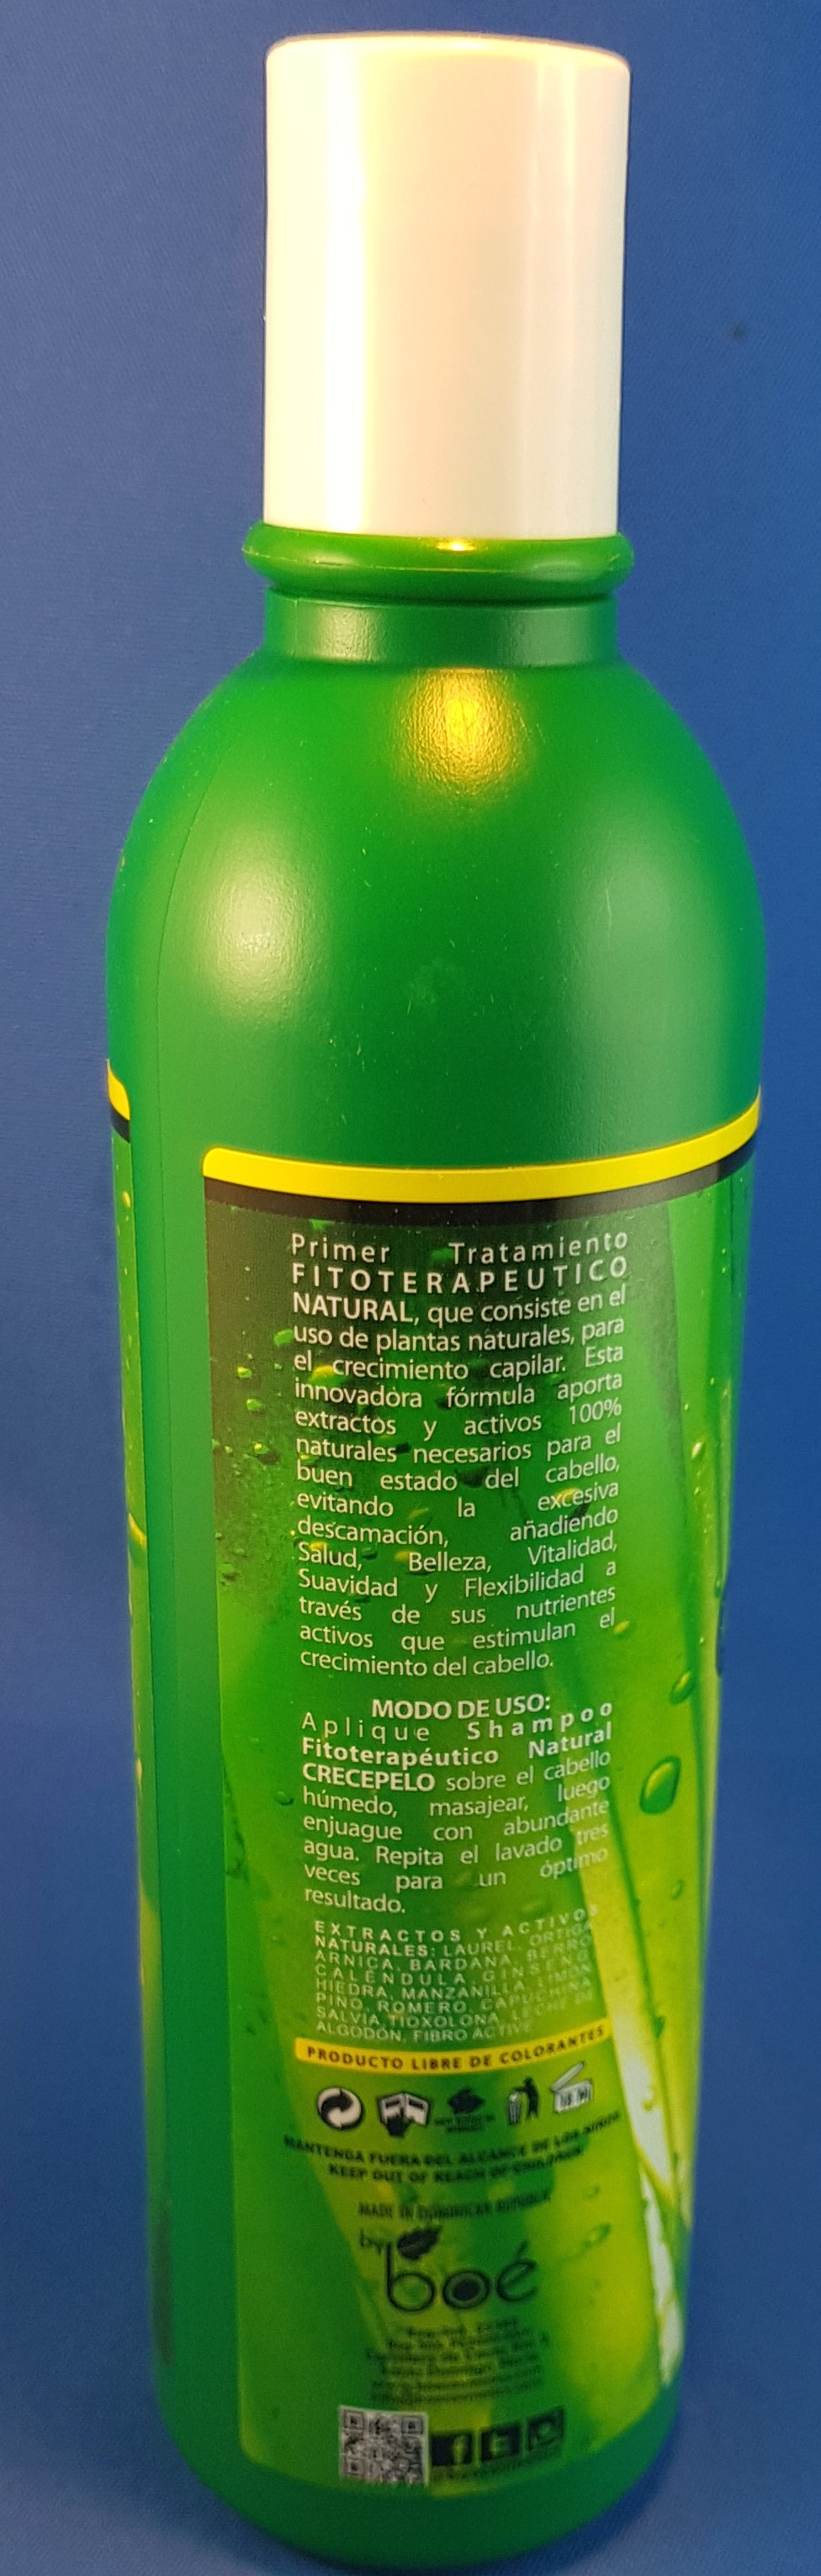 Primer Tratamiento
FITOTERAPEUTICO
NATURAL, que consiste en el
uso de plantas naturales, para
el crecimiento capilar. Esta
innovadora fórmula aporta
extractos y activos 100%
naturales necesarios para el
buen estado del cabello,
evitando la excesiva
descamación, añadiendo
Salud, Belleza, Vitalidad,
Suavidad y Flexibilidad a
través de sus nutrientes
activos que estimulan el
crecimiento del cabello.
MODO DE USO:
Aplique Shampoo
Fitoterapéutico Natural
CRECEPELO sobre el cabello
húmedo, masajear, luego
enjuague con abundante
agua. Repita el lavado tres
veces para un óptimo
resultado.
EXTRACTOS Y ACTIVOS
NATURALES: LAUREL, ORTIGA
ARNICA, BARDANA, BERRO
CALÉNDULA, GINSENG
HIEDRA, MANZANILLA, LIMON
PINO, ROMERO, CAPUCHINA
SALVIA, TIOXOLONA, LECHE DE
ALGODÓN, FIBRO ACTIVE
PRODUCTO LIBRE DE COLORANTES
MANTENGA FUERA DEL ALCANCE DE LOS NIÑOS
KEEP OUT OF REACH OF CHILDREN
MADE IN DOMINICAN REPUBLIC
by
boé